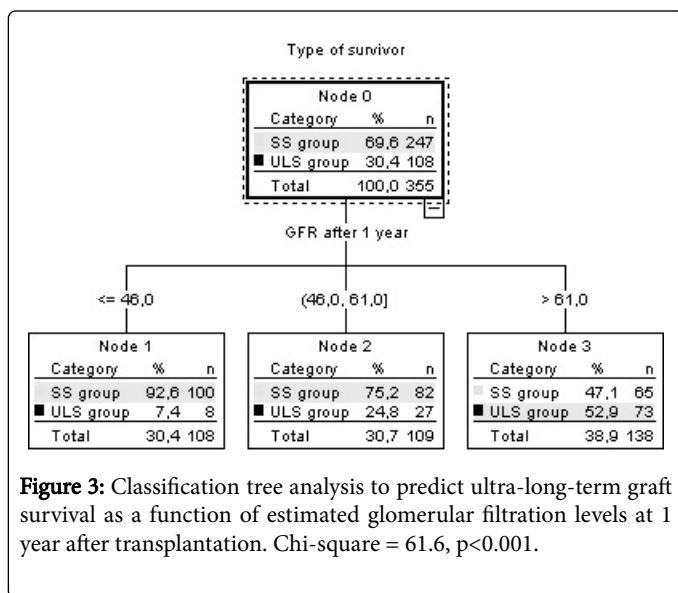 Type of survivor
Node 0
Category % n
SS group 69,6 247
ULS group 30,4 108
Total 100,0 355
GFR after 1 year
<= 46,0
(46,0, 61,0]
> 61,0
Node 1
Category % n
SS group 92,6 100
ULS group 7,4 8
Total 30,4 108
Node 2
Category % n
SS group 75,2 82
ULS group 24,8 27
Total 30,7 109
Node 3
Category % n
SS group 47,1 65
ULS group 52,9 73
Total 38,9 138
Figure 3: Classification tree analysis to predict ultra-long-term graft
survival as a function of estimated glomerular filtration levels at 1
year after transplantation. Chi-square = 61.6, p<0.001.